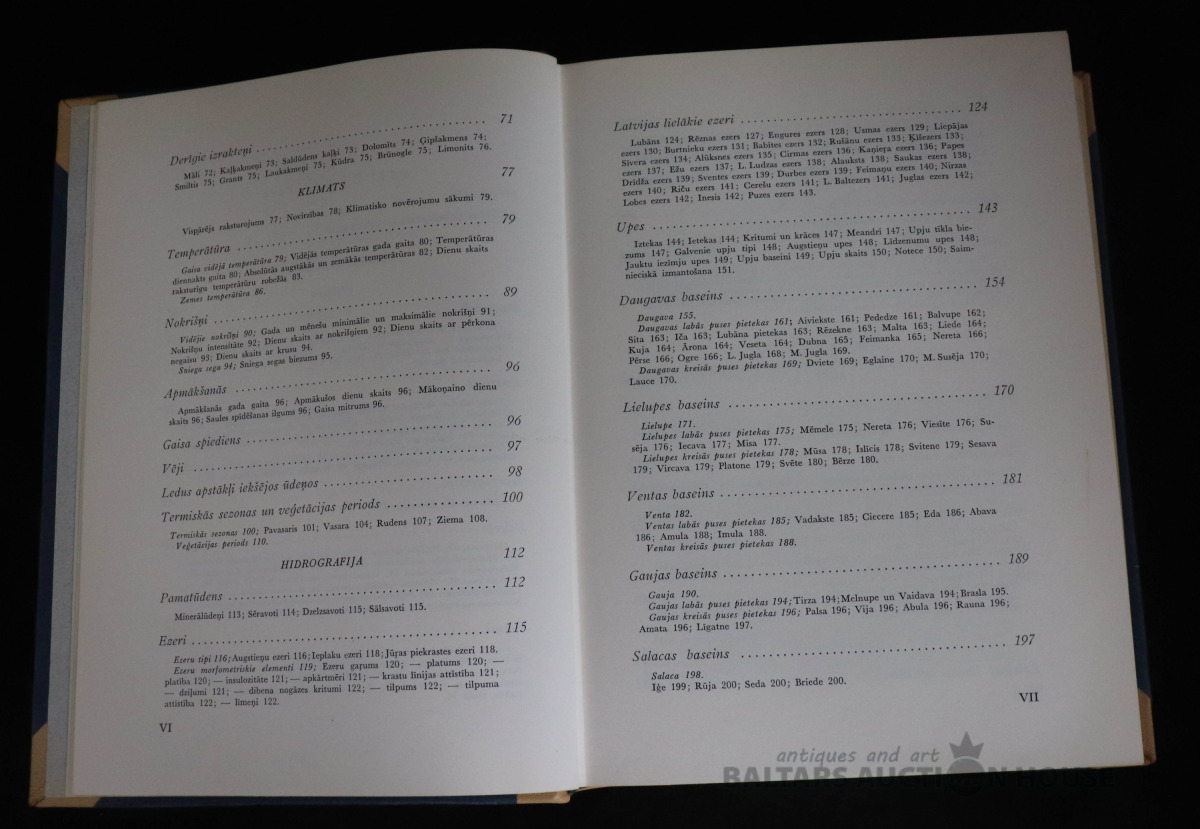 Derīgie izrakteņi . . . . . . . . . . 71
Māli 72; Kaļķakmeņi 73; Saldūdens kaļķi 73; Dolomīts 74; Ģipšakmens 74;
Smiltis 75; Grants 75; Laukakmeņi 75; Kūdra 75; Brūnogle 75; Limonīts 76.
KLIMATS 77
Vispārējs raksturojums 77; Nocirzības 78; Klimatisko novērojumu sākumi 79.
Temperātūra . . . . . . . . . . 79
Gaisa vidējā temperātūra 79; Vidējās temperātūras gada gaita 80; Temperātūras
diennakts gaita 80; Absolūtās augstākās un zemākās temperātūras 82; Dienu skaits
raksturīgu temperātūru robežās 83.
Zemes temperātūra 86.
Nokrišņi . . . . . . . . . . 89
Vidējie nokrišņi 90; Gada un mēnešu minimālie un maksimālie nokrišņi 91;
Nokrišņu intensitāte 92; Dienu skaits ar nokrišņiem 92; Dienu skaits ar pērkona
negaisu 93; Dienu skaits ar krusu 94.
Sniega sega 94; Sniega segas biezums 95.
Apmākšanās . . . . . . . . . . 96
Apmākšanās gada gaita 96; Apmākušos dienu skaits 96; Mākoņaino dienu
skaits 96; Saules spīdēšanas ilgums 96; Gaisa mitrums 96.
Gaisa spiediens . . . . . . . . . . 96
Vēji . . . . . . . . . . 97
Ledus apstākļi iekšējos ūdeņos . . . . . . . . . . 98
Termiskās sezonas un veģetācijas periods . . . . . . . . . . 100
Termiskās sezonas 100; Pavasaris 101; Vasara 104; Rudens 107; Ziema 108.
Veģetācijas periods 110.
HIDROGRAFIJA 112
Pamatūdens . . . . . . . . . . 112
Minerālūdeņi 113; Sēravoti 114; Dzelzsavoti 115; Sālsavoti 115.
Ezeri . . . . . . . . . . 115
Ezeru tipi 116; Augstieņu ezeri 116; Ieplaku ezeri 118; Jūras piekrastes ezeri 118.
Ezeru morfometriskie elementi 119; Ezeru gaŗums 120; — platums 120; —
platība 120; — insulozitāte 121; — apkārtmēri 121; — krastu līnijas attīstība 121;
— dziļumi 121; — dibena nogāzes kritumi 122; — tilpums 122; — tilpuma
attīstība 122; — līmeņi 122.
VI
Latvijas lielākie ezeri . . . . . . . . . . 124
Lubāns 124; Rēznas ezers 127; Engures ezers 128; Usmas ezers 129; Liepājas
ezers 130; Burtnieku ezers 131; Babītes ezers 132; Rušānu ezers 133; Ķīšezers 133;
Sīvera ezers 134; Alūksnes ezers 135; Cirmas ezers 136; Kaņiera ezers 136; Papes
ezers 137; Ežu ezers 137; L. Ludzas ezers 138; Alauksts 138; Saukas ezers 138;
Drīdža ezers 139; Sventes ezers 139; Durbes ezers 139; Feimaņu ezers 140; Nirzas
ezers 140; Riču ezers 141; Cerešu ezers 141; L. Baltezers 141; Juglas ezers 142;
Lobes ezers 142; Inesis 142; Puzes ezers 143.
Upes . . . . . . . . . . 143
Iztekas 144; Ietekas 144; Kritumi un krāces 147; Meandri 147; Upju tīkla bie-
zums 147; Galvenie upju tipi 148; Augstieņu upes 148; Līdzenumu upes 148;
Jauktu iezīmju upes 149; Upju baseini 149; Upju skaits 150; Notece 150; Saim-
nieciskā izmantošana 151.
Daugavas baseins . . . . . . . . . . 154
Daugava 155.
Daugavas labās puses pietekas 161; Aiviekste 161; Pededze 161; Balvupe 162;
Sita 163; Iča 163; Lubāna pietekas 163; Rēzekne 163; Malta 163; Liede 164;
Kuja 164; Ārona 164; Veseta 164; Dubna 165; Feimanka 165; Nereta 166;
Pērse 166; Ogre 166; L. Jugla 168; M. Jugla 169.
Daugavas kreisās puses pietekas 169; Dviete 169; Eglaine 170; M. Susēja 170;
Lauce 170.
Lielupes baseins . . . . . . . . . . 170
Lielupe 171.
Lielupes labās puses pietekas 175; Mēmele 175; Nereta 176; Viesīte 176; Su-
sēja 176; Iecava 177; Misa 177.
Lielupes kreisās puses pietekas 178; Mūsa 178; Islīcis 178; Svitene 179; Sesava
179; Vircava 179; Platone 179; Svēte 180; Bērze 180.
Ventas baseins . . . . . . . . . . 181
Venta 182.
Ventas labās puses pietekas 185; Vadakste 185; Ciecere 185; Eda 186; Abava
186; Amula 188; Imula 188.
Ventas kreisās puses pietekas 188.
Gaujas baseins . . . . . . . . . . 189
Gauja 190.
Gaujas labās puses pietekas 194; Tirza 194; Melnupe un Vaidava 194; Brasla 195.
Gaujas kreisās puses pietekas 196; Palsa 196; Vija 196; Abula 196; Rauna 196;
Amata 196; Līgatne 197.
Salacas baseins . . . . . . . . . . 197
Salaca 198.
Iģe 199; Rūja 200; Seda 200; Briede 200.
VII
antiques and art
BALTARS AUCTION HOUSE